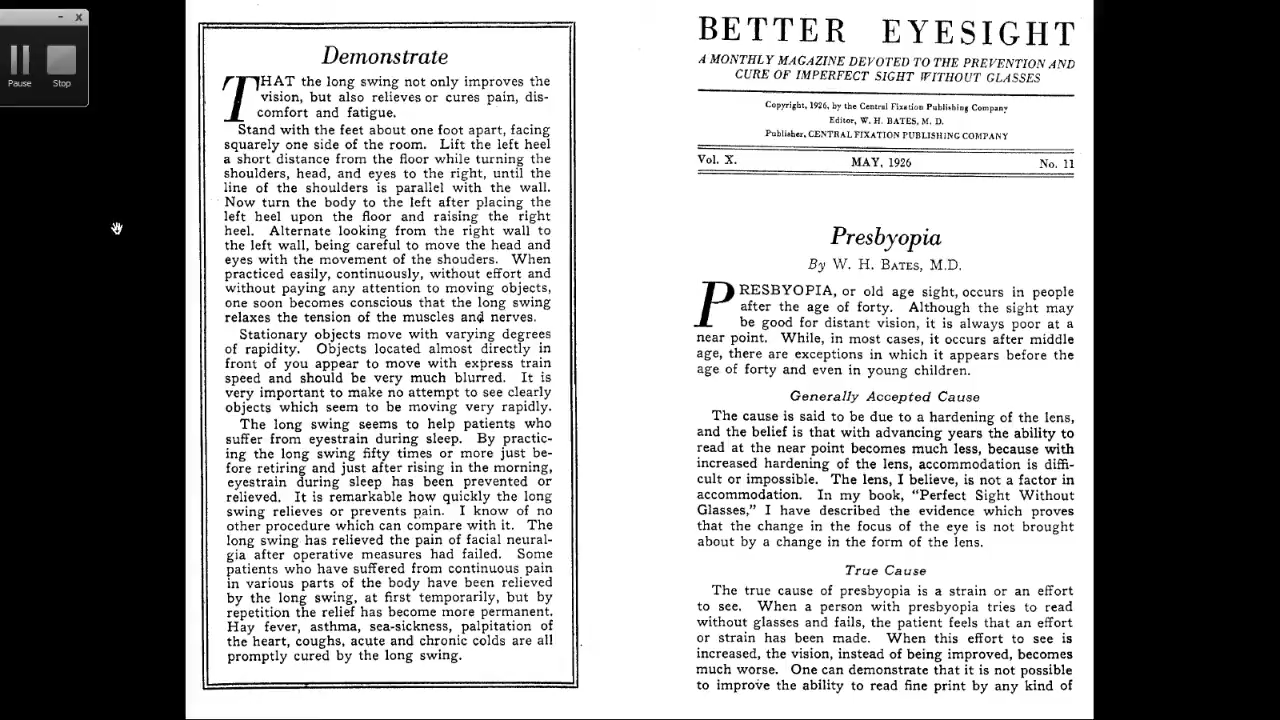 Pause
Stop
Demonstrate
THAT the long swing not only improves the
vision, but also relieves or cures pain, dis-
comfort and fatigue.
Stand with the feet about one foot apart, facing
squarely one side of the room. Lift the left heel
a short distance from the floor while turning the
shoulders, head, and eyes to the right, until the
line of the shoulders is parallel with the wall.
Now turn the body to the left after placing the
left heel upon the floor and raising the right
heel. Alternate looking from the right wall to
the left wall, being careful to move the head and
eyes with the movement of the shouders. When
practiced easily, continuously, without effort and
without paying any attention to moving objects,
one soon becomes conscious that the long swing
relaxes the tension of the muscles and nerves.
Stationary objects move with varying degrees
of rapidity. Objects located almost directly in
front of you appear to move with express train
speed and should be very much blurred. It is
very important to make no attempt to see clearly
objects which seem to be moving very rapidly.
The long swing seems to help patients who
suffer from eyestrain during sleep. By practic-
ing the long swing fifty times or more just be-
fore retiring and just after rising in the morning,
eyestrain during sleep has been prevented or
relieved. It is remarkable how quickly the long
swing relieves or prevents pain. I know of no
other procedure which can compare with it. The
long swing has relieved the pain of facial neural-
gia after operative measures had failed. Some
patients who have suffered from continuous pain
in various parts of the body have been relieved
by the long swing, at first temporarily, but by
repetition the relief has become more permanent.
Hay fever, asthma, sea-sickness, palpitation of
the heart, coughs, acute and chronic colds are all
promptly cured by the long swing.
BETTER EYESIGHT
A MONTHLY MAGAZINE DEVOTED TO THE PREVENTION AND
CURE OF IMPERFECT SIGHT WITHOUT GLASSES
Copyright, 1926, by the Central Fixation Publishing Company
Editor, W. H. BATES, M. D.
Publisher, CENTRAL FIXATION PUBLISHING COMPANY
Vol. X. MAY, 1926 No. 11
Presbyopia
By W. H. BATES, M.D.
PRESBYOPIA, or old age sight, occurs in people
after the age of forty. Although the sight may
be good for distant vision, it is always poor at a
near point. While, in most cases, it occurs after middle
age, there are exceptions in which it appears before the
age of forty and even in young children.
Generally Accepted Cause
The cause is said to be due to a hardening of the lens,
and the belief is that with advancing years the ability to
read at the near point becomes much less, because with
increased hardening of the lens, accommodation is diffi-
cult or impossible. The lens, I believe, is not a factor in
accommodation. In my book, "Perfect Sight Without
Glasses," I have described the evidence which proves
that the change in the focus of the eye is not brought
about by a change in the form of the lens.
True Cause
The true cause of presbyopia is a strain or an effort
to see. When a person with presbyopia tries to read
without glasses and fails, the patient feels that an effort
or strain has been made. When this effort to see is
increased, the vision, instead of being improved, becomes
much worse. One can demonstrate that it is not possible
to improve the ability to read fine print by any kind of